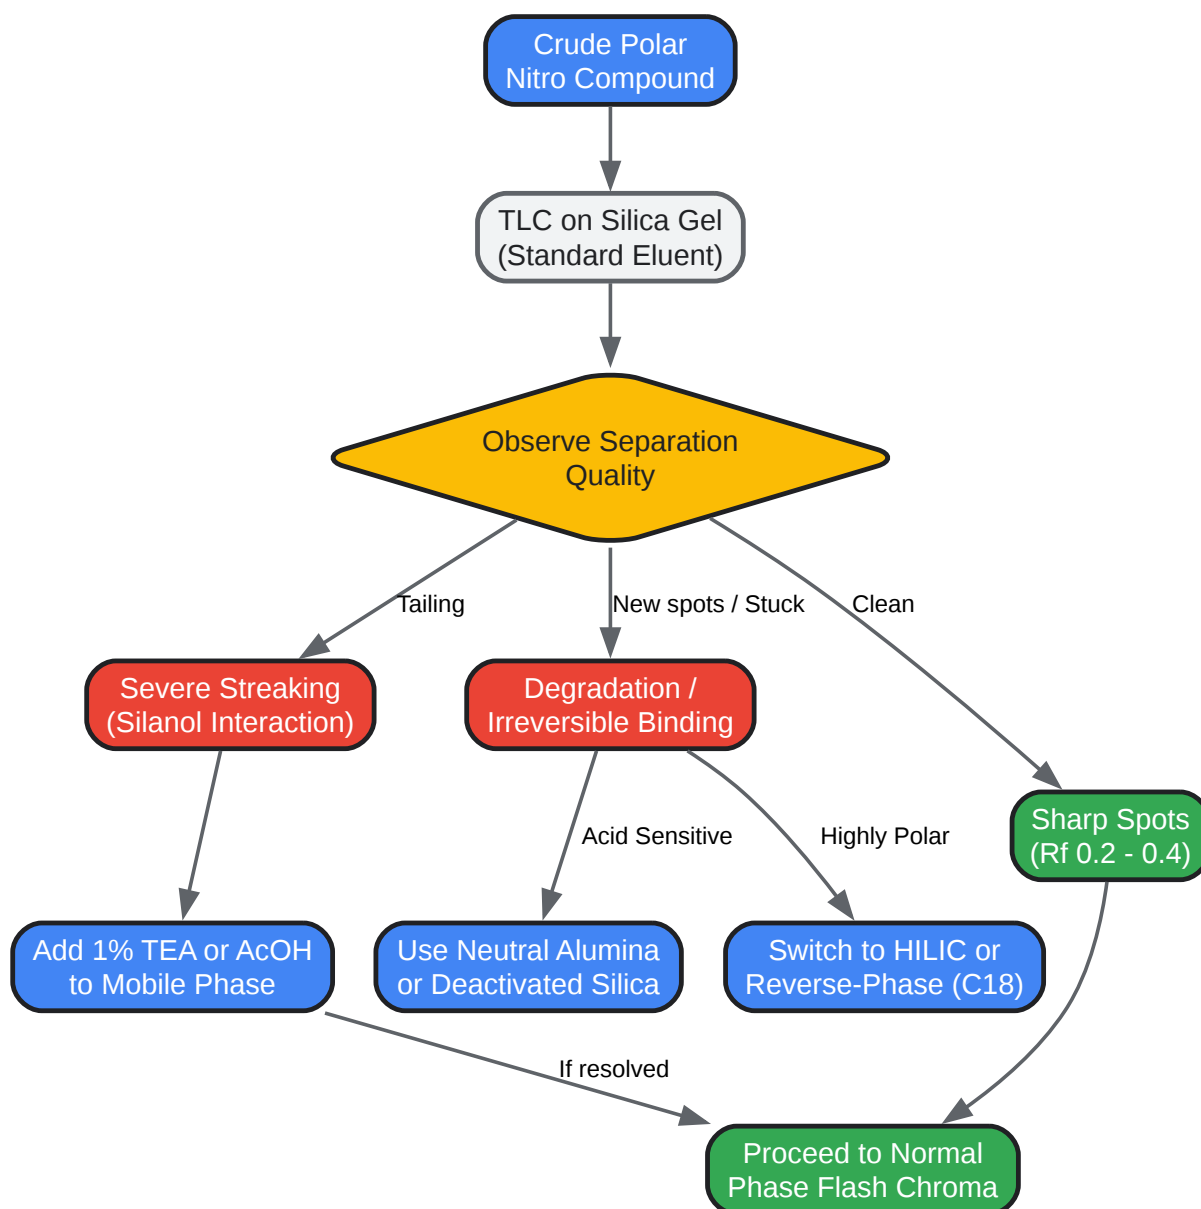 Crude Polar
Nitro Compound
TLC on Silica Gel
(Standard Eluent)
Observe Separation
Quality
Tailing
New spots / Stuck
Clean
Severe Streaking
(Silanol Interaction)
Degradation /
Irreversible Binding
Sharp Spots
(Rf 0.2 - 0.4)
Acid Sensitive
Highly Polar
Add 1% TEA or AcOH
to Mobile Phase
Use Neutral Alumina
or Deactivated Silica
Switch to HILIC or
Reverse-Phase (C18)
If resolved
Proceed to Normal
Phase Flash Chroma